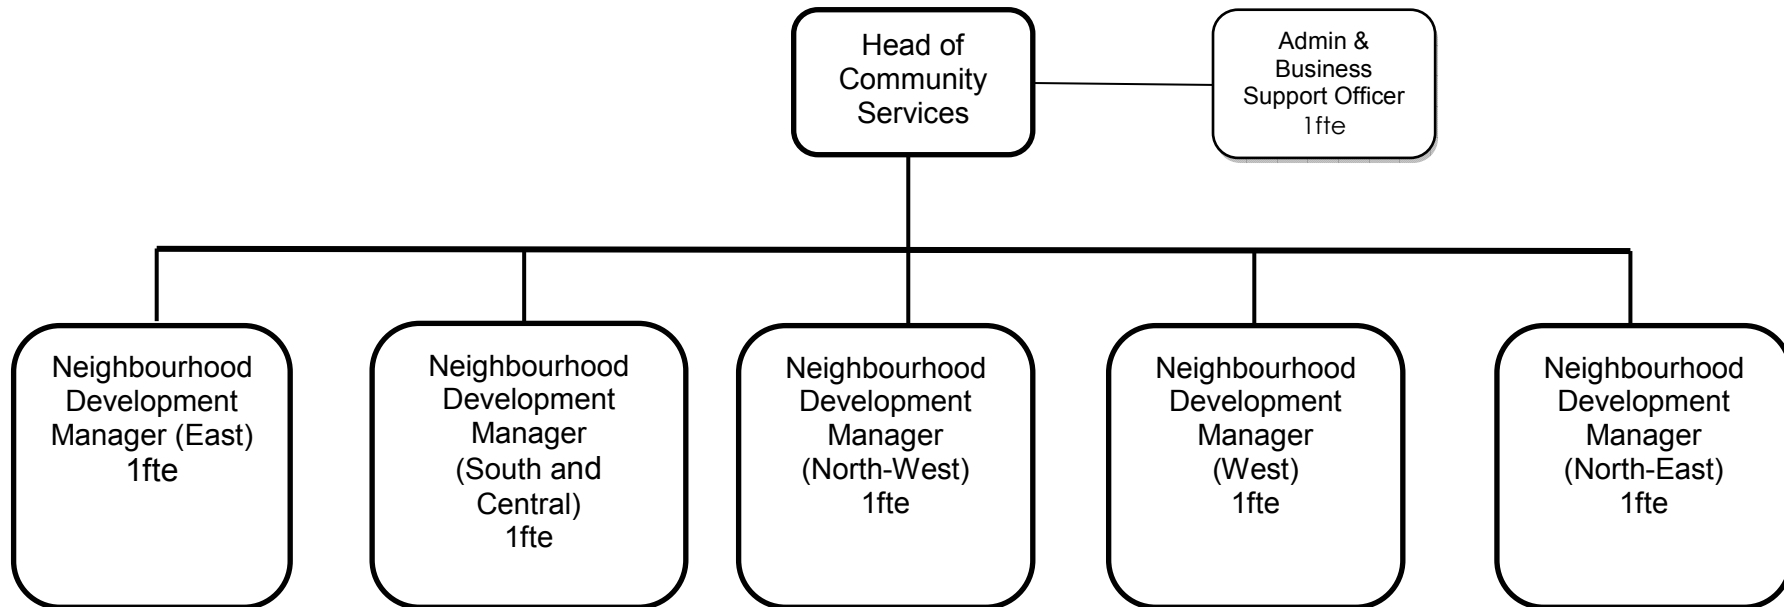 Head of
Community
Services
Admin &
Business
Support Officer
1fte
Neighbourhood
Development
Manager (East)
1fte
Neighbourhood
Development
Manager
(South and
Central)
1fte
Neighbourhood
Development
Manager
(North-West)
1fte
Neighbourhood
Development
Manager
(West)
1fte
Neighbourhood
Development
Manager
(North-East)
1fte